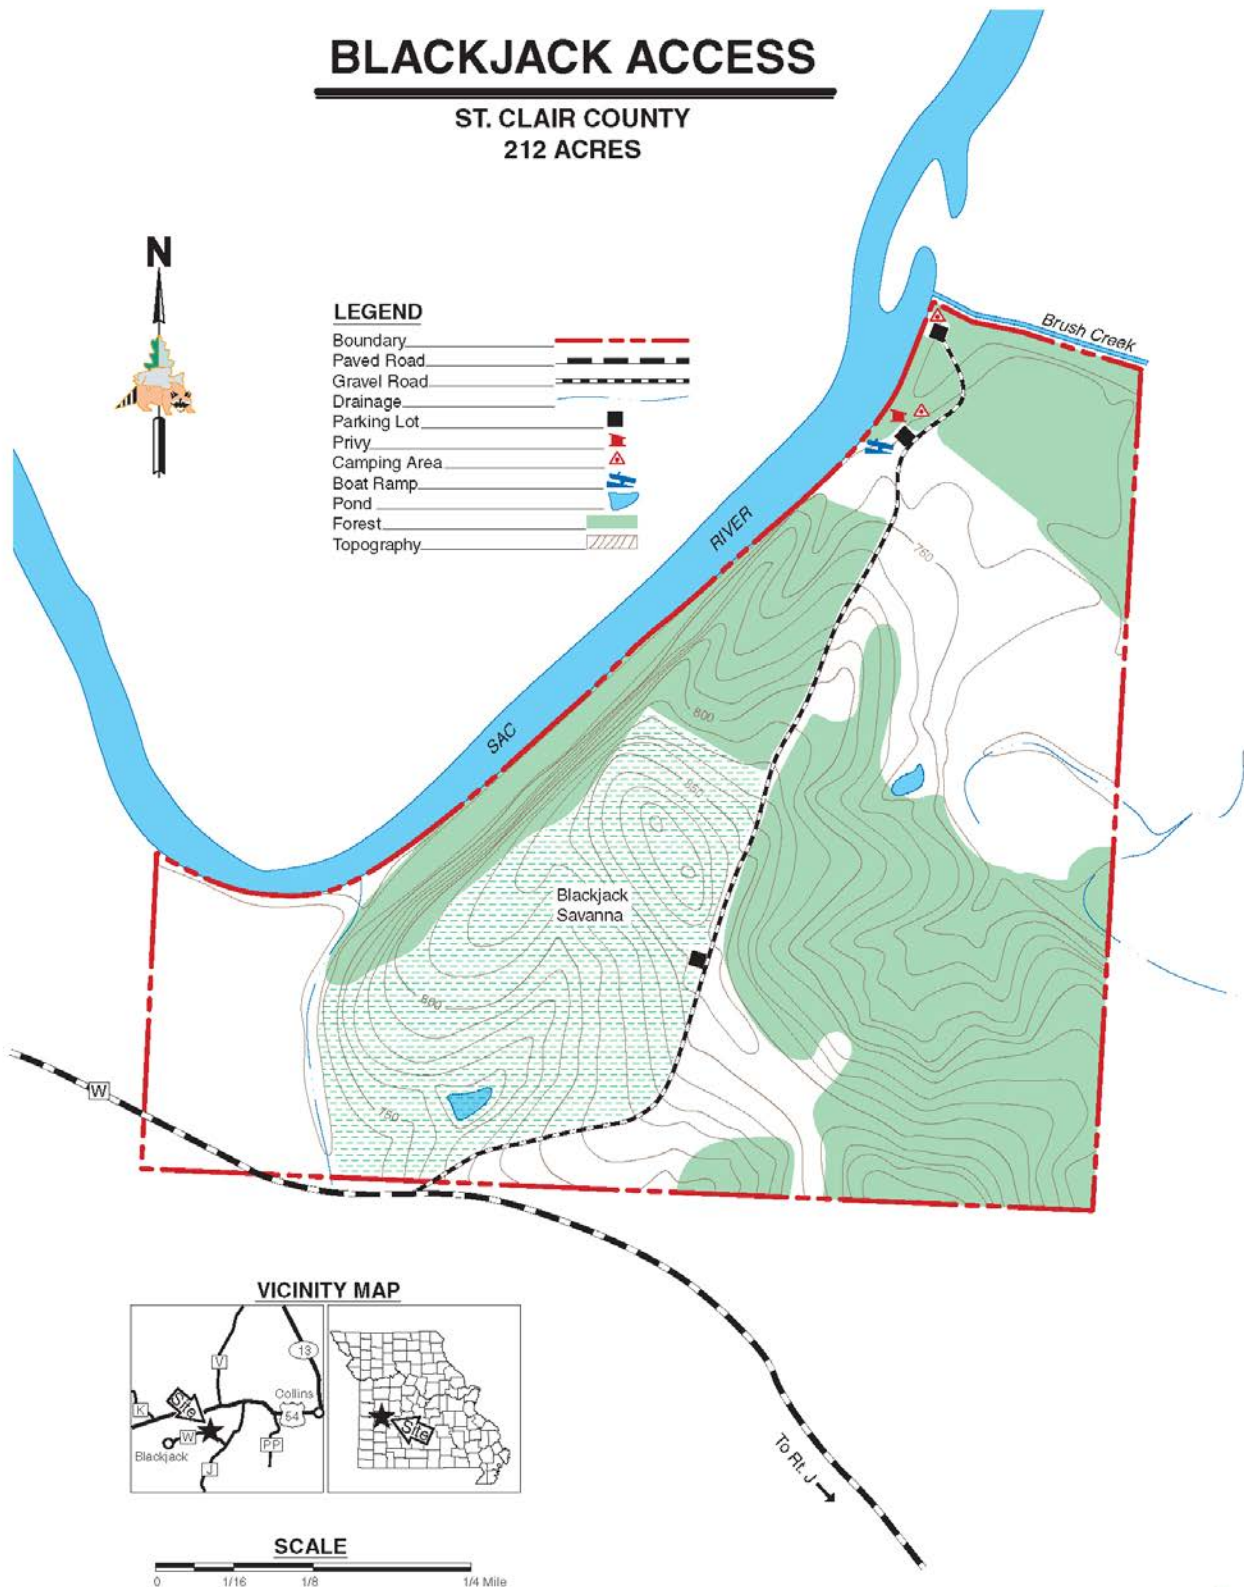 BLACKJACK ACCESS
ST. CLAIR COUNTY
212 ACRES
N
LEGEND
Boundary
Paved Road
Gravel Road
Drainage
Parking Lot
Privy
Camping Area
Boat Ramp
Pond
Forest
Topography
Brush Creek
RIVER
760
SAC
800
850
Blackjack
Savanna
800
760
W
VICINITY MAP
13
V
Collins
K
Site
54
W
Blackjack
PP
J
Site
To Rt. J
SCALE
0 1/16 1/8 1/4 Mile